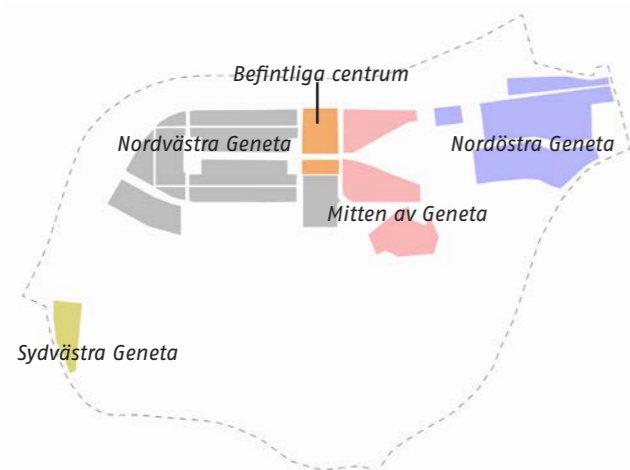 Befintliga centrum
Nordvästra Geneta
Nordöstra Geneta
Mitten av Geneta
Sydvästra Geneta